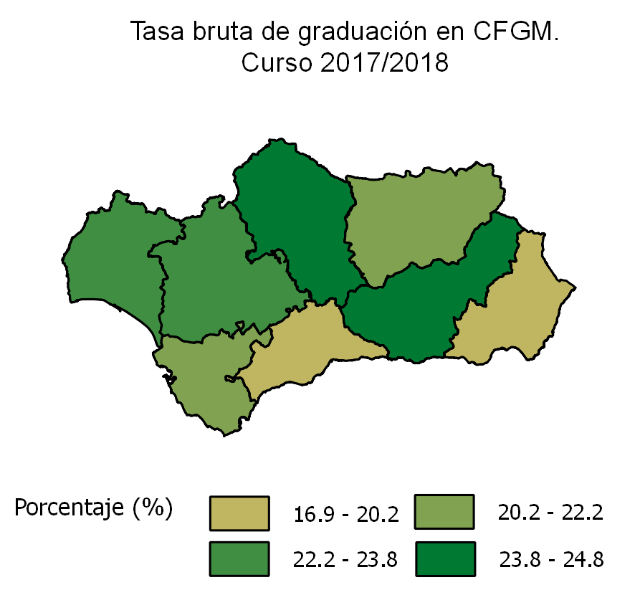 Tasa bruta de graduación en CFGM.
Curso 2017/2018
Porcentaje (%)
16.9 - 20.2
20.2 - 22.2
22.2 - 23.8
23.8 - 24.8